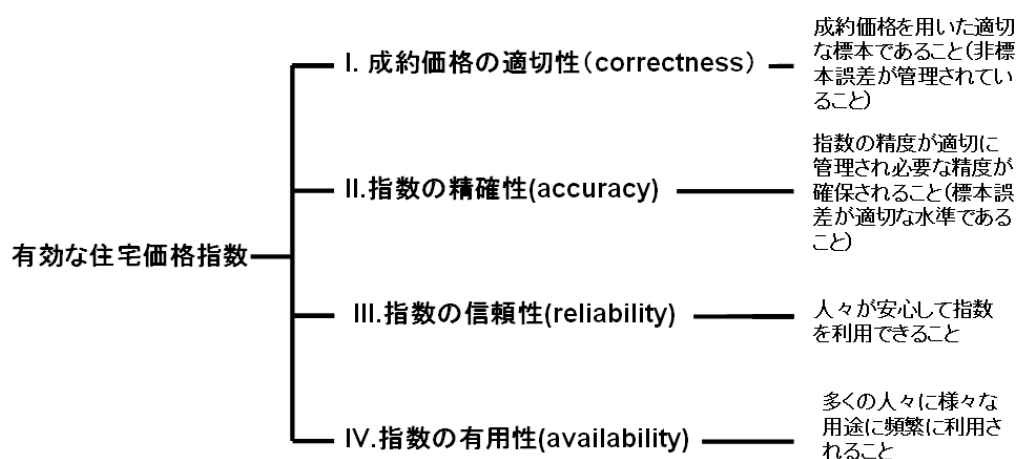 有効な住宅価格指数
I. 成約価格の適切性(correctness)
成約価格を用いた適切
な標本であること(非標
本誤差が管理されてい
ること)
II.指数の精確性(accuracy)
指数の精度が適切に
管理され必要な精度が
確保されること(標本誤
差が適切な水準である
こと)
III.指数の信頼性(reliability)
人々が安心して指数
を利用できること
IV.指数の有用性(availability)
多くの人々に様々な
用途に頻繁に利用さ
れること